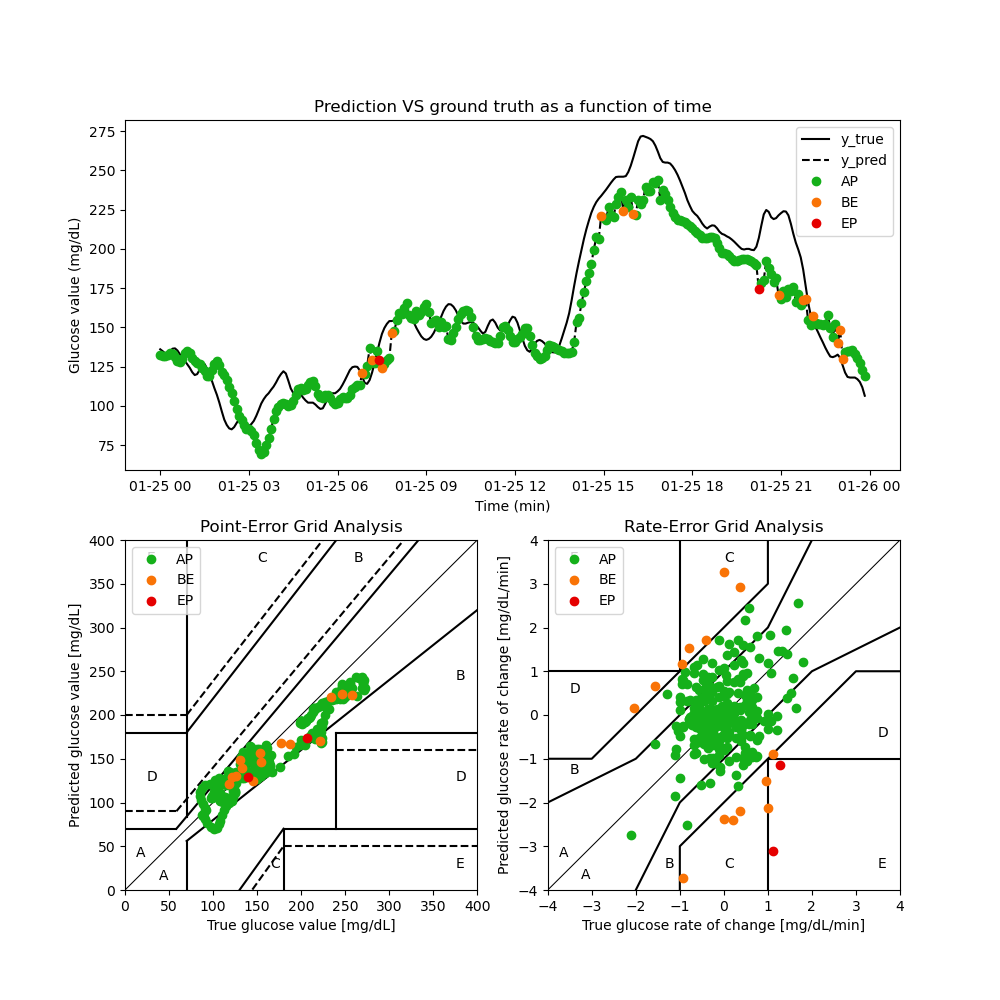 Prediction VS ground truth as a function of time
Glucose value (mg/dL)
275
250
225
200
175
150
125
100
75
y_true
y_pred
AP
BE
EP
01-25 00
01-25 03
01-25 06
01-25 09
01-25 12
01-25 15
01-25 18
01-25 21
01-26 00
Time (min)
Point-Error Grid Analysis
Predicted glucose value [mg/dL]
400
350
300
250
200
150
100
50
0
AP
BE
EP
C
B
B
D
D
A
A
C
E
0
50
100
150
200
250
300
350
400
True glucose value [mg/dL]
Rate-Error Grid Analysis
Predicted glucose rate of change [mg/dL/min]
4
3
2
1
0
−1
−2
−3
−4
AP
BE
EP
C
D
D
B
A
A
B
C
E
−4
−3
−2
−1
0
1
2
3
4
True glucose rate of change [mg/dL/min]